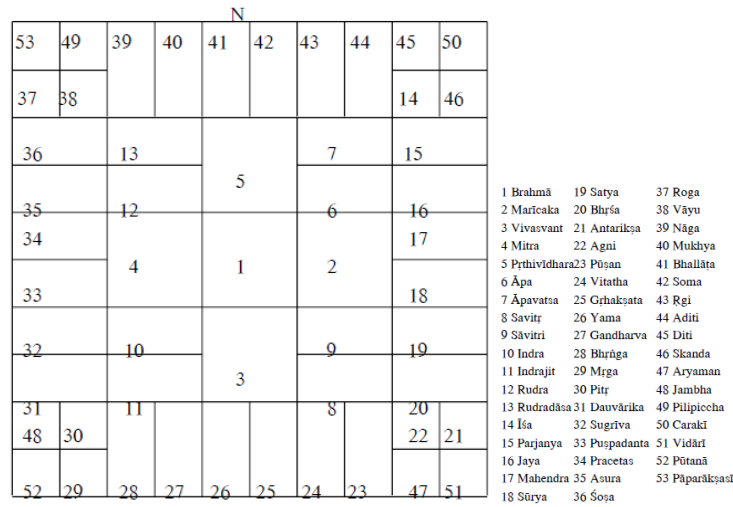 N
53 49 39 40 41 42 43 44 45 50
37 38 14 46
36 13 7 15
5
35 12 6 16
34 17
4 1 2
33 18
32 10 9 19
3
31 11 8 20
48 30 22 21
52 29 28 27 26 25 24 23 47 51
1 Brahmā 19 Satya 37 Roga
2 Marīcaka 20 Bhṛśa 38 Vāyu
3 Vivasvant 21 Antarikṣa 39 Nāga
4 Mitra 22 Agni 40 Mukhya
5 Pṛthivīdhara 23 Pūṣan 41 Bhallāṭa
6 Āpa 24 Vitatha 42 Soma
7 Āpavatsa 25 Gṛhakṣata 43 Ṛgi
8 Savitṛ 26 Yama 44 Aditi
9 Sāvitri 27 Gandharva 45 Diti
10 Indra 28 Bhṛṅga 46 Skanda
11 Indrajit 29 Mṛga 47 Aryaman
12 Rudra 30 Pitṛ 48 Jambha
13 Rudradāsa 31 Dauvārika 49 Pilipiccha
14 Īśa 32 Sugrīva 50 Carakī
15 Parjanya 33 Puṣpadanta 51 Vidārī
16 Jaya 34 Pracetas 52 Pūtanā
17 Mahendra 35 Asura 53 Pāparākṣasī
18 Sūrya 36 Śoṣa